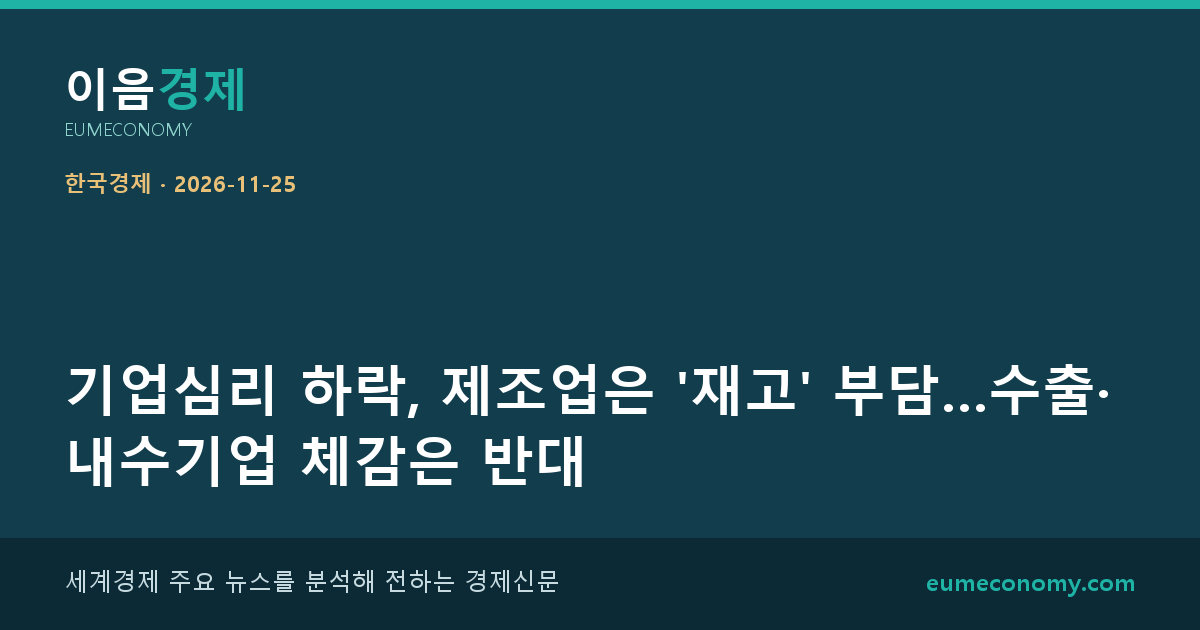 이음경제
EUMECONOMY
한국경제 · 2026-11-25
기업심리 하락, 제조업은 '재고' 부담…수출·
내수기업 체감은 반대
세계경제 주요 뉴스를 분석해 전하는 경제신문
eumeconomy.com